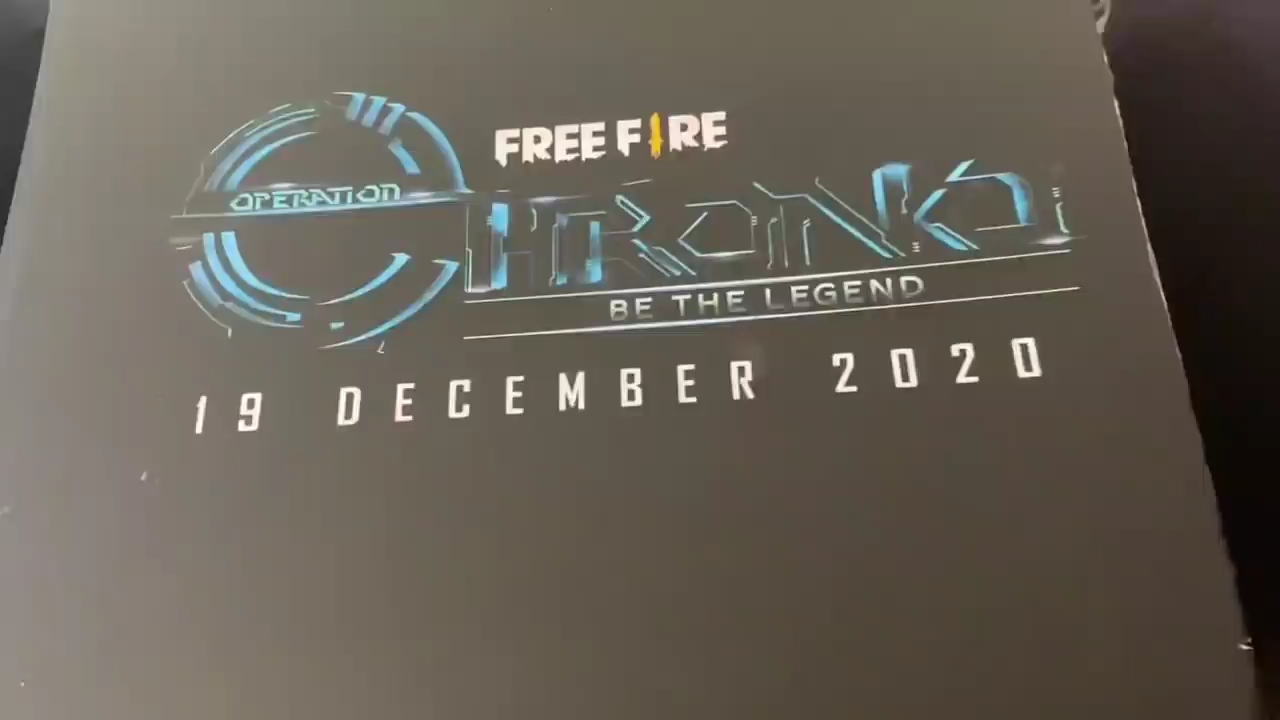 FREE FIRE
OPERATION
CHRONO
BE THE LEGEND
19 DECEMBER 2020